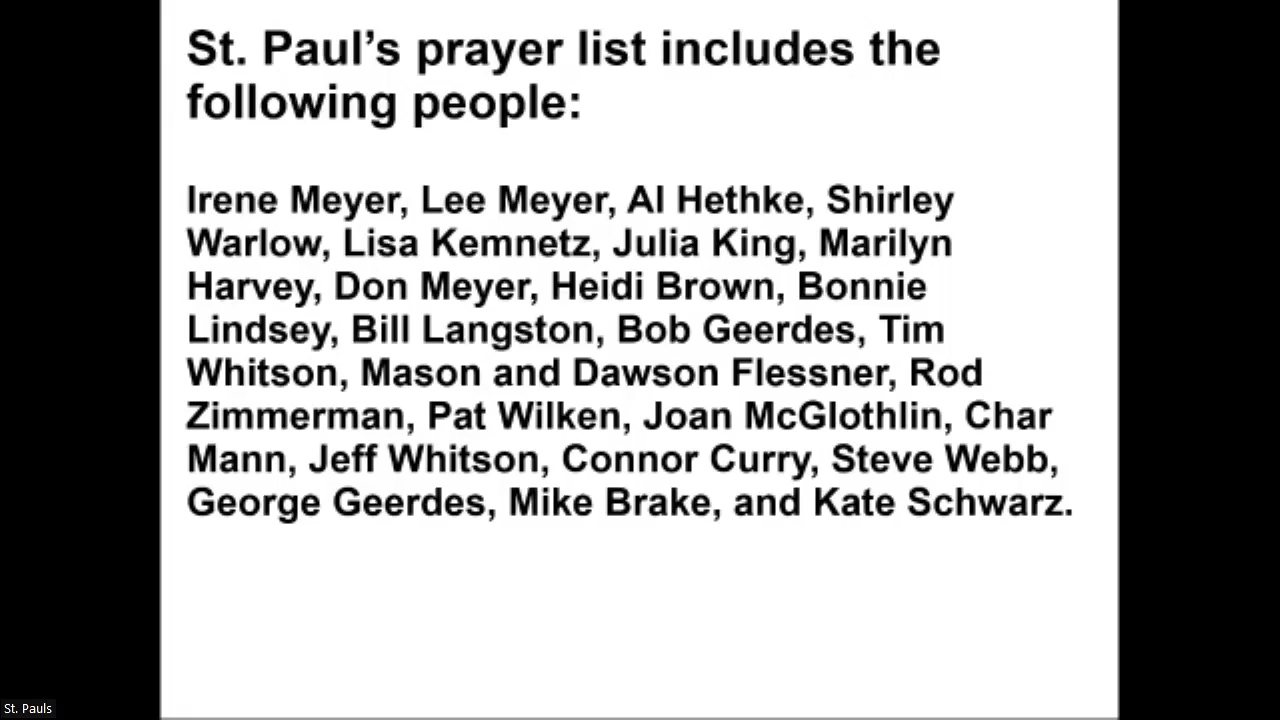 St. Paul’s prayer list includes the
following people:
Irene Meyer, Lee Meyer, Al Hethke, Shirley
Warlow, Lisa Kemnetz, Julia King, Marilyn
Harvey, Don Meyer, Heidi Brown, Bonnie
Lindsey, Bill Langston, Bob Geerdes, Tim
Whitson, Mason and Dawson Flessner, Rod
Zimmerman, Pat Wilken, Joan McGlothlin, Char
Mann, Jeff Whitson, Connor Curry, Steve Webb,
George Geerdes, Mike Brake, and Kate Schwarz.
St. Pauls